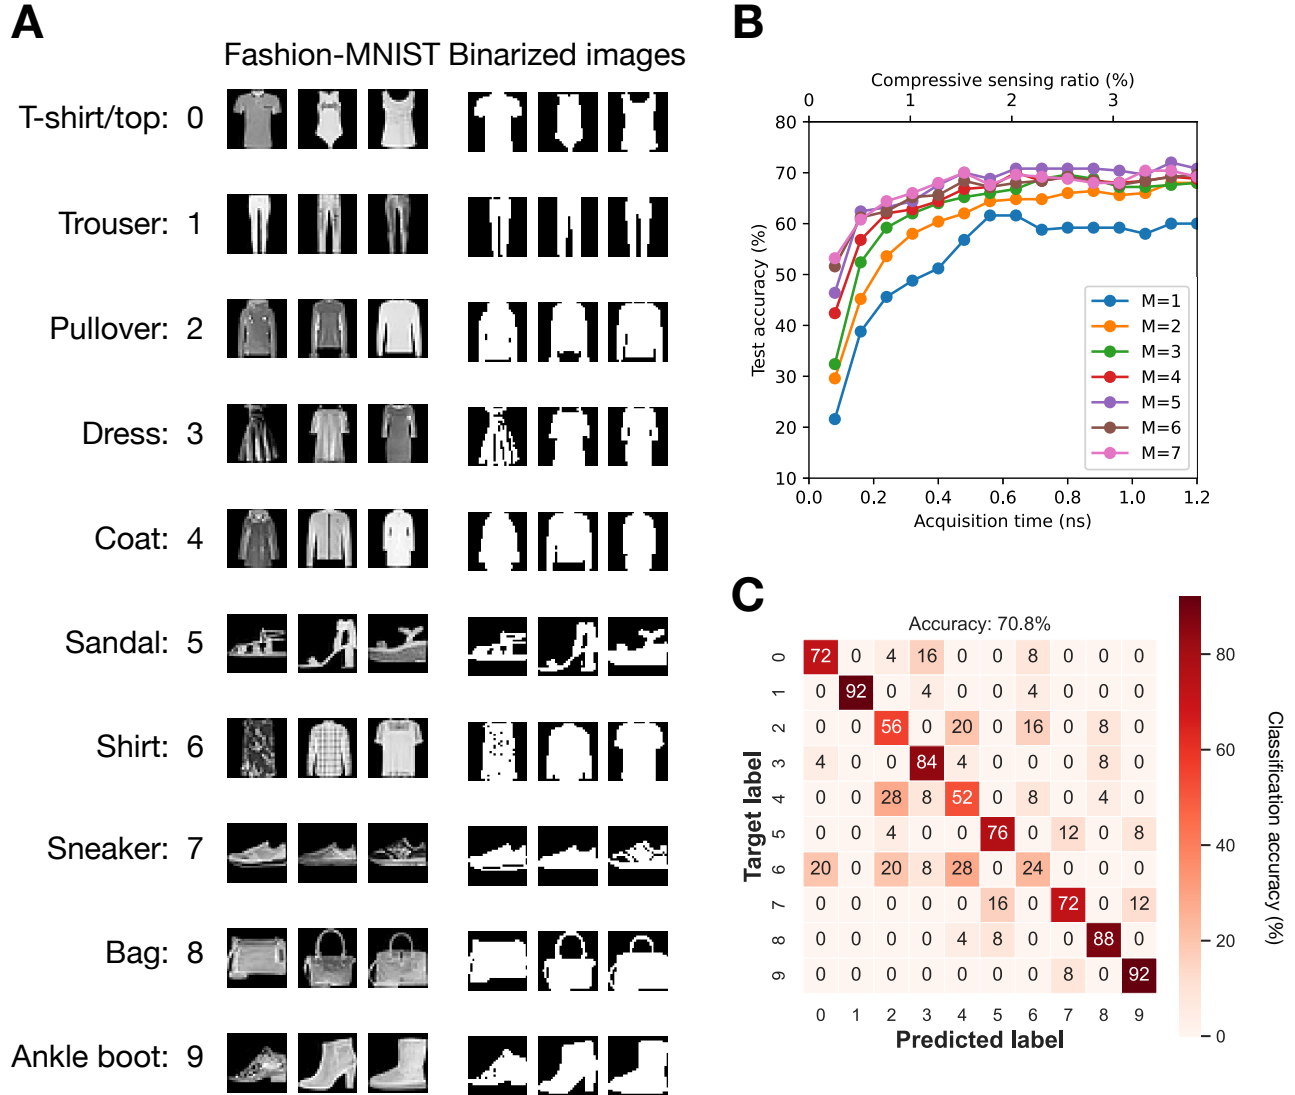 A
Fashion-MNIST Binarized images
T-shirt/top: 0
Trouser: 1
Pullover: 2
Dress: 3
Coat: 4
Sandal: 5
Shirt: 6
Sneaker: 7
Bag: 8
Ankle boot: 9
B
Compressive sensing ratio (%)
0 1 2 3
80
70
60
50
40
30
20
10
Test accuracy (%)
M=1
M=2
M=3
M=4
M=5
M=6
M=7
0.0 0.2 0.4 0.6 0.8 1.0 1.2
Acquisition time (ns)
C
Accuracy: 70.8%
Target label
0 72 0 4 16 0 0 8 0 0 0
1 0 92 0 4 0 0 4 0 0 0
2 0 0 56 0 20 0 16 0 8 0
3 4 0 0 84 4 0 0 0 8 0
4 0 0 28 8 52 0 8 0 4 0
5 0 0 4 0 0 76 0 12 0 8
6 20 0 20 8 28 0 24 0 0 0
7 0 0 0 0 0 16 0 72 0 12
8 0 0 0 0 4 8 0 0 88 0
9 0 0 0 0 0 0 0 8 0 92
0 1 2 3 4 5 6 7 8 9
Predicted label
80
60
40
20
0
Classification accuracy (%)